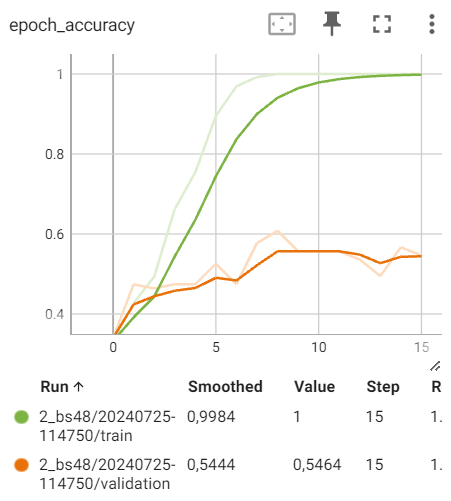 epoch_accuracy
1
0.8
0.6
0.4
0 5 10 15
Run ↑ Smoothed Value Step R
2_bs48/20240725- 0,9984 1 15 1.
114750/train
2_bs48/20240725- 0,5444 0,5464 15 1.
114750/validation